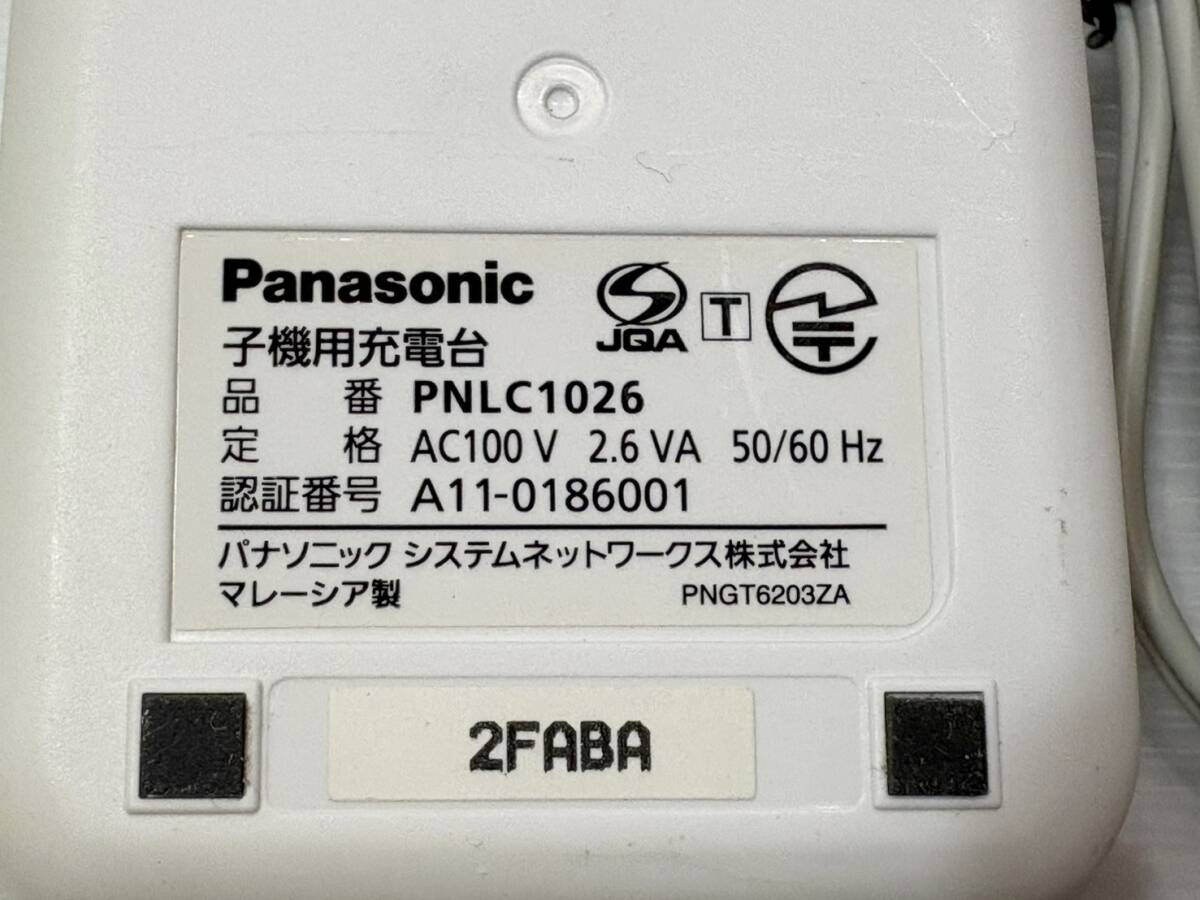 Panasonic
JQA
T
子機用充電台
品番 PNLC1026
定格 AC100 V 2.6 VA 50/60 Hz
認証番号 A11-0186001
パナソニック システムネットワークス株式会社
マレーシア製 PNGT6203ZA
2FABA